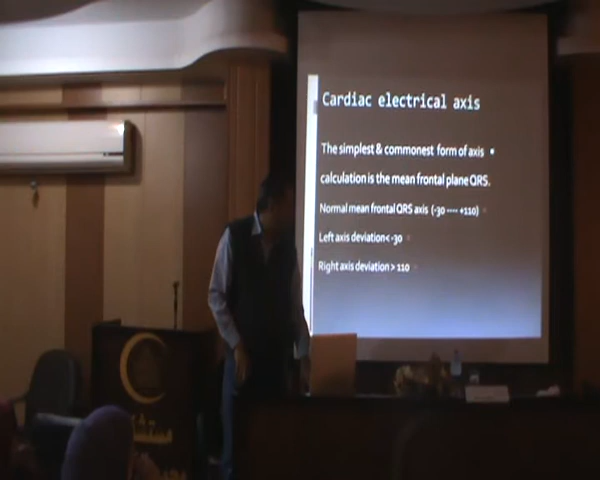 Cardiac electrical axis
The simplest & commonest form of axis •
calculation is the mean frontal plane QRS.
Normal mean frontal QRS axis (-30 ---- +110)
Left axis deviation< -30
Right axis deviation > 110